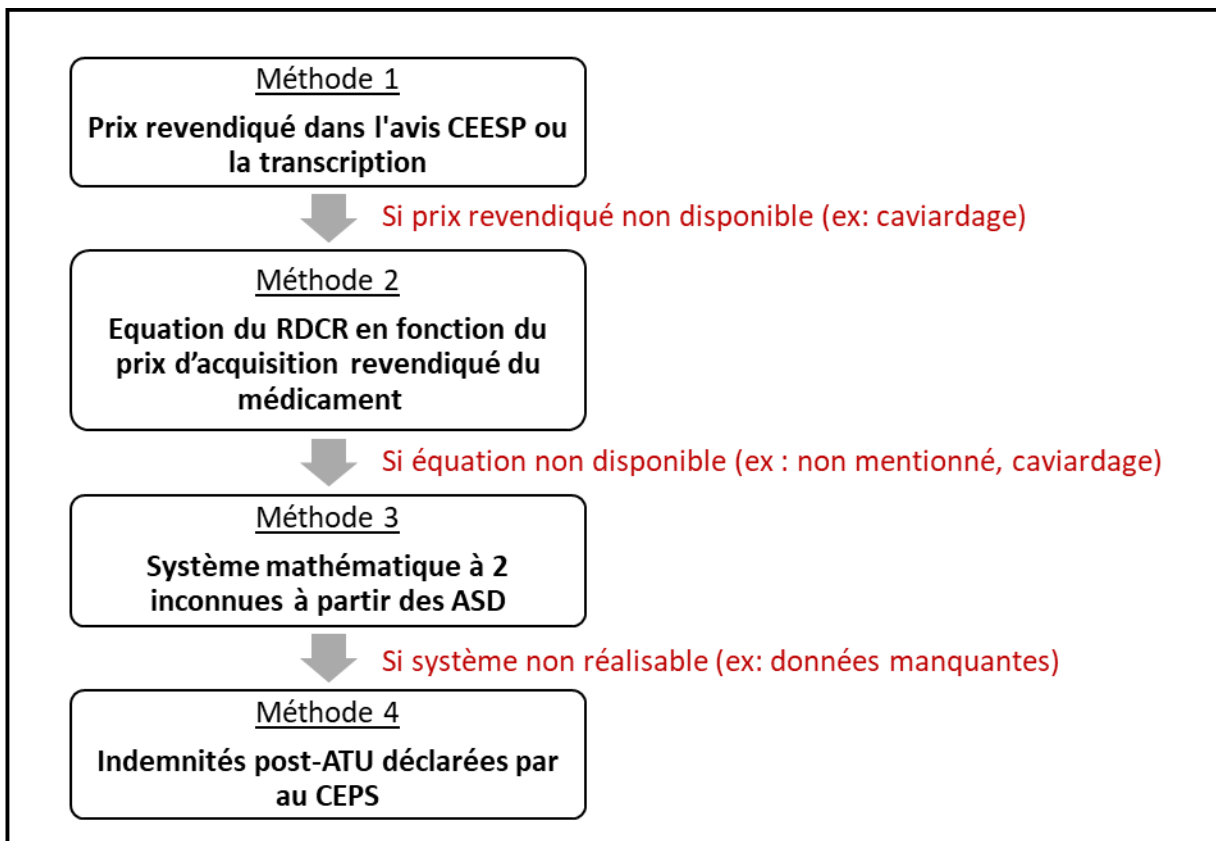 Méthode 1
Prix revendiqué dans l'avis CEESP ou
la transcription
Si prix revendiqué non disponible (ex: caviardage)
Méthode 2
Equation du RDCR en fonction du
prix d’acquisition revendiqué du
médicament
Si équation non disponible (ex : non mentionné, caviardage)
Méthode 3
Système mathématique à 2
inconnues à partir des ASD
Si système non réalisable (ex: données manquantes)
Méthode 4
Indemnités post-ATU déclarées par
au CEPS